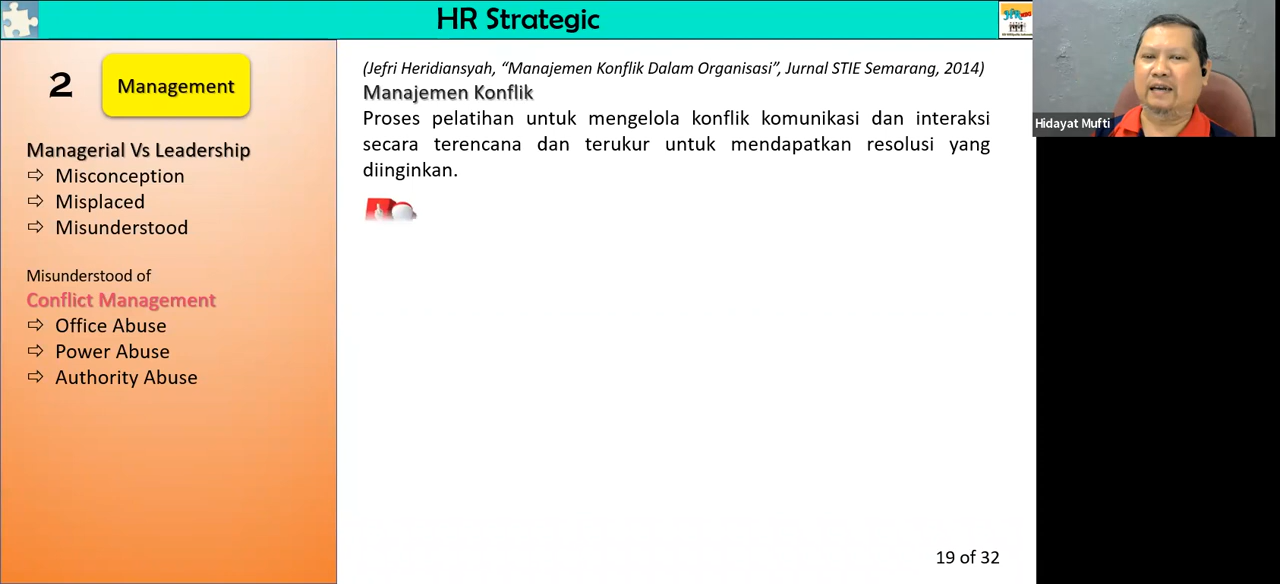 HR Strategic
2
Management
Managerial Vs Leadership
⇨ Misconception
⇨ Misplaced
⇨ Misunderstood
Misunderstood of
Conflict Management
⇨ Office Abuse
⇨ Power Abuse
⇨ Authority Abuse
(Jefri Heridiansyah, “Manajemen Konflik Dalam Organisasi”, Jurnal STIE Semarang, 2014)
Manajemen Konflik
Proses pelatihan untuk mengelola konflik komunikasi dan interaksi
secara terencana dan terukur untuk mendapatkan resolusi yang
diinginkan.
19 of 32
Hidayat Mufti